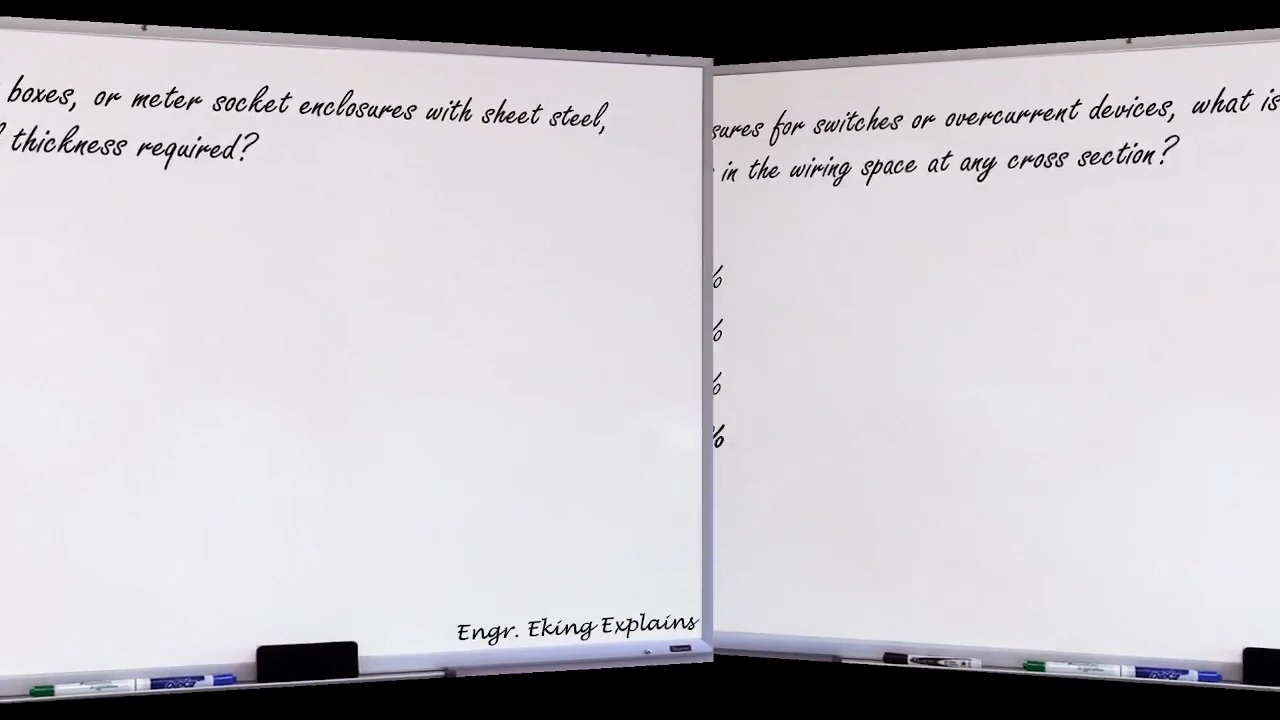 boxes, or meter socket enclosures with sheet steel,
thickness required?
Engr. Eking Explains
for switches or overcurrent devices, what is
in the wiring space at any cross section?
%
%
%
%